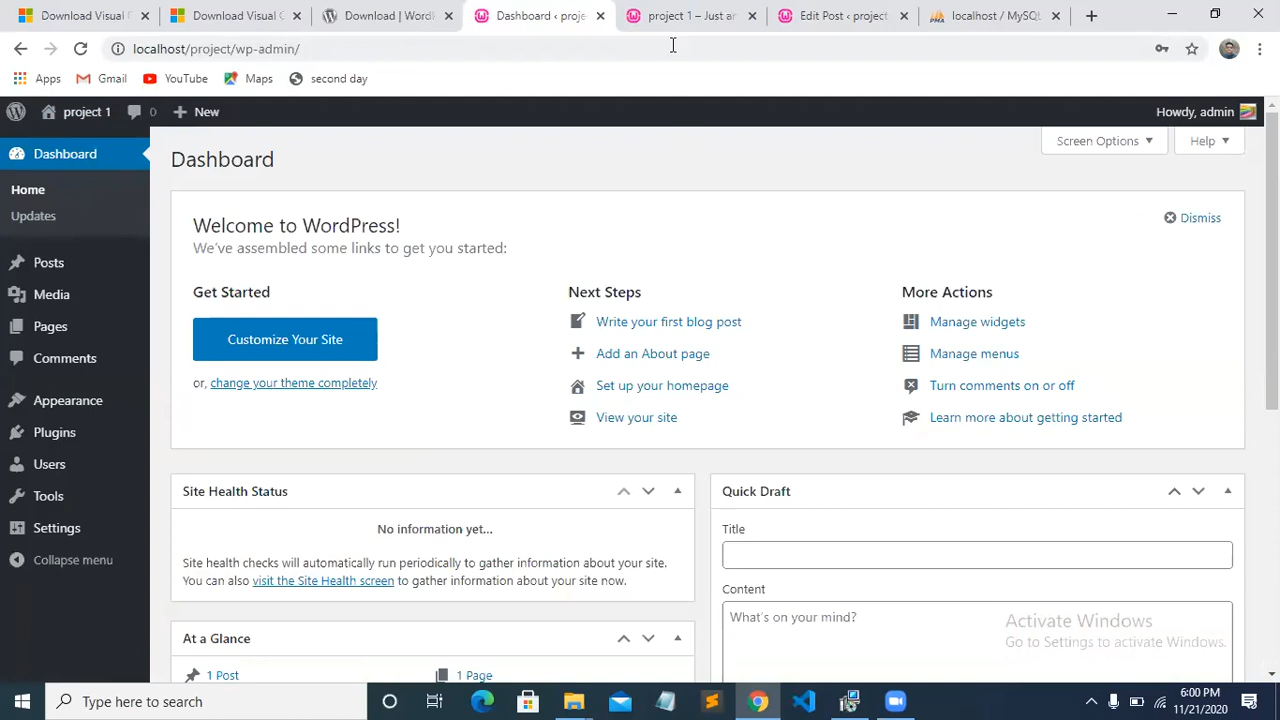 Download Visual
Download Visual C
Download | WordP
Dashboard ‹ proje
project 1 – Just
Edit Post ‹ project
localhost / MySQL
localhost/project/wp-admin/
Apps
Gmail
YouTube
Maps
second day
project 1
0
New
Howdy, admin
Dashboard
Home
Updates
Posts
Media
Pages
Comments
Appearance
Plugins
Users
Tools
Settings
Collapse menu
Screen Options
Help
Dashboard
Welcome to WordPress!
We've assembled some links to get you started:
Dismiss
Get Started
Customize Your Site
or, change your theme completely
Next Steps
Write your first blog post
Add an About page
Set up your homepage
View your site
More Actions
Manage widgets
Manage menus
Turn comments on or off
Learn more about getting started
Site Health Status
No information yet...
Site health checks will automatically run periodically to gather information about your site.
You can also visit the Site Health screen to gather information about your site now.
At a Glance
1 Post
1 Page
Quick Draft
Title
Content
What's on your mind?
Activate Windows
Go to Settings to activate Windows.
Type here to search
6:00 PM
11/21/2020